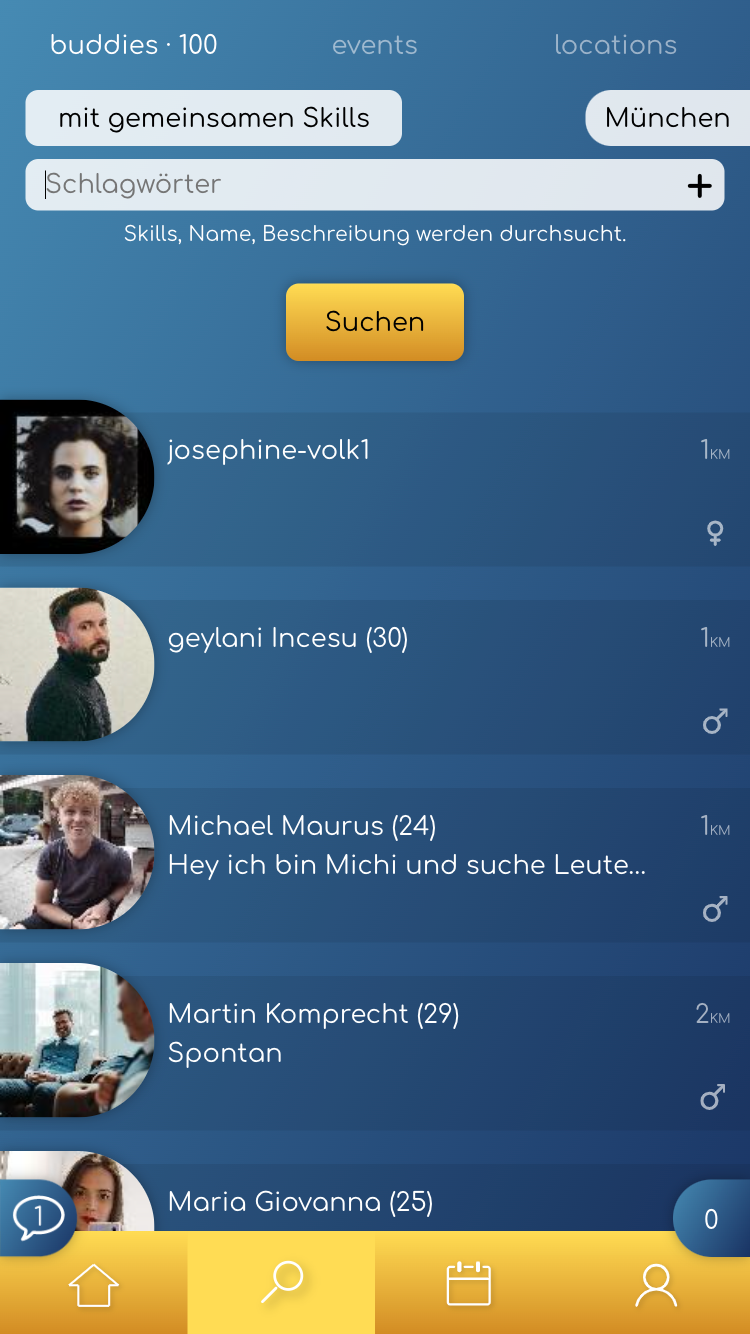 buddies · 100 events locations
mit gemeinsamen Skills München
Schlagwörter
Skills, Name, Beschreibung werden durchsucht.
Suchen
josephine-volk1 1KM
geylani Incesu (30) 1KM
Michael Maurus (24) 1KM
Hey ich bin Michi und suche Leute...
Martin Komprecht (29) 2KM
Spontan
Maria Giovanna (25)
1 0